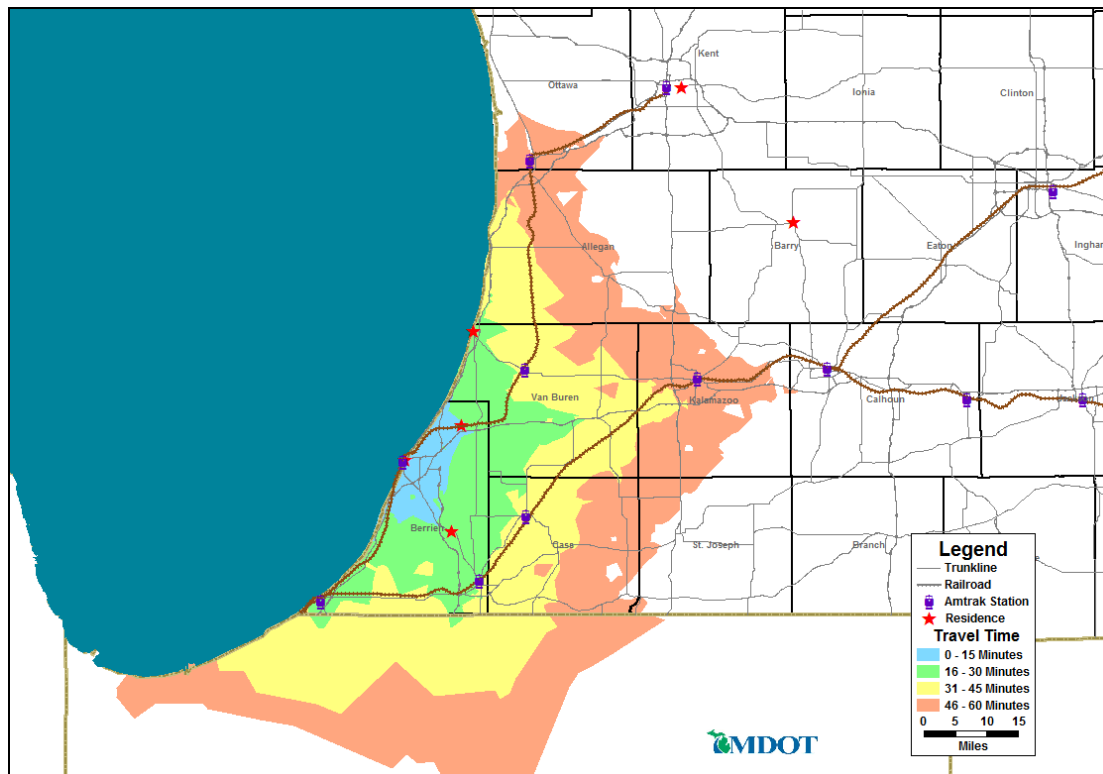 Kent
Ottawa
Ionia
Clinton
Allegan
Barry
Eaton
Ingham
Van Buren
Kalamazoo
Calhoun
Berrien
Cass
St. Joseph
Branch
Legend
Trunkline
Railroad
Amtrak Station
Residence
Travel Time
0 - 15 Minutes
16 - 30 Minutes
31 - 45 Minutes
46 - 60 Minutes
0 5 10 15
Miles
MDOT